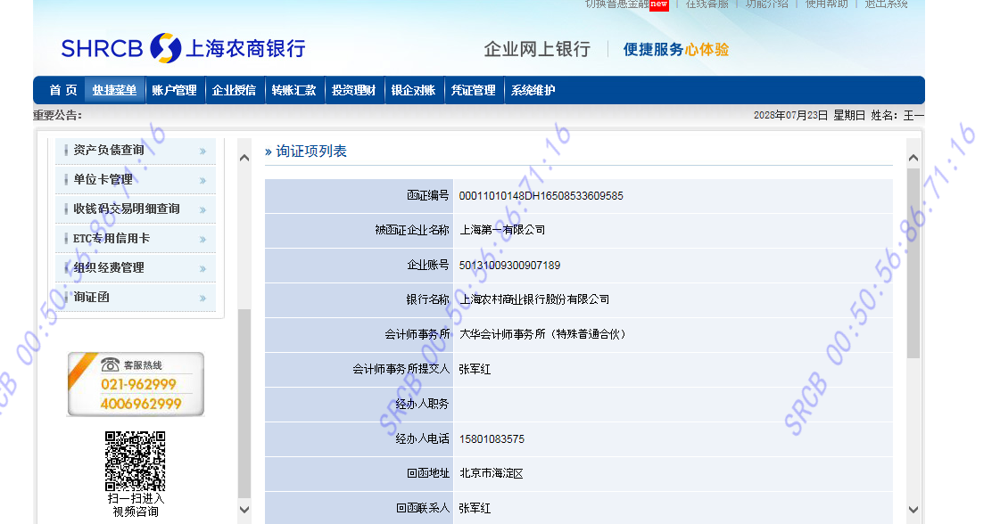 切换普惠金融 new | 在线客服 | 功能介绍 | 使用帮助 | 退出系统
SHRCB 上海农商银行 企业网上银行 便捷服务心体验
首 页 快捷菜单 账户管理 企业授信 转账汇款 投资理财 银企对账 凭证管理 系统维护
重要公告: 2028年07月23日 星期日 姓名：王一
资产负债查询 »
单位卡管理 »
收钱码交易明细查询 »
ETC专用信用卡 »
组织经费管理 »
询证函 »
客服热线
021-962999
4006962999
扫一扫进入
视频咨询
» 询证项列表
函证编号 00011010148DH16508533609585
被函证企业名称 上海第一有限公司
企业账号 50131009300907189
银行名称 上海农村商业银行股份有限公司
会计师事务所 大华会计师事务所（特殊普通合伙）
会计师事务所提交人 张军红
经办人职务
经办人电话 15801083575
回函地址 北京市海淀区
回函联系人 张军红
SRCB 00:50:56:86:71:16
SRCB 00:50:56:86:71:16
SRCB 00:50:56:86:71:16